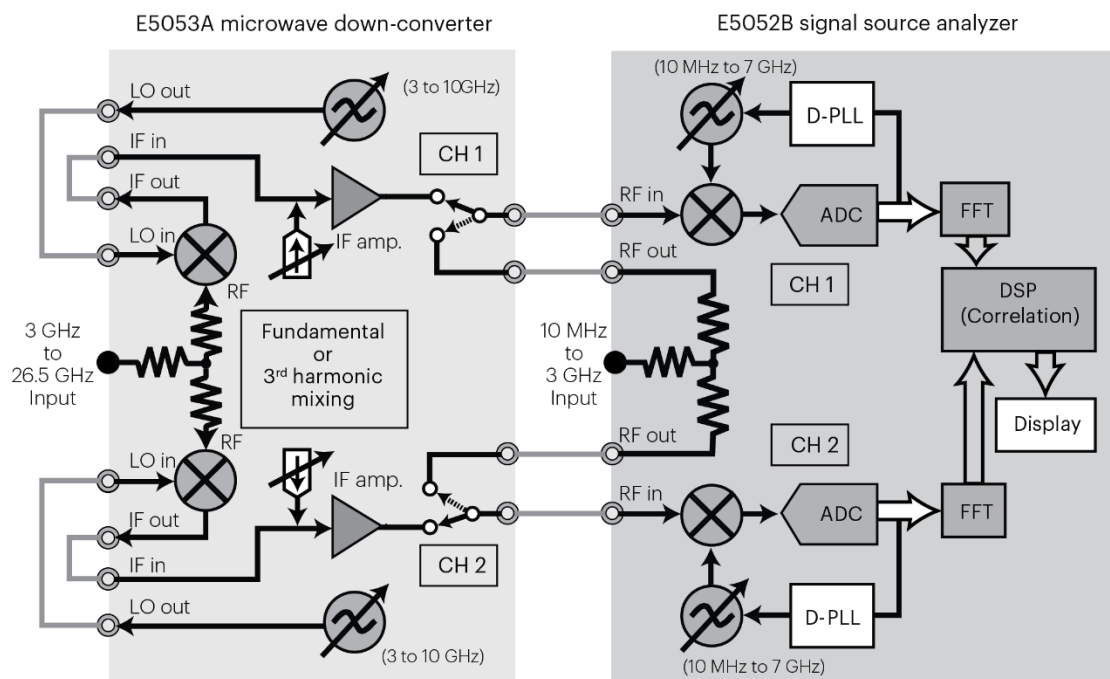 E5053A microwave down-converter
E5052B signal source analyzer
LO out
(3 to 10GHz)
IF in
IF out
LO in
RF
CH 1
IF amp.
3 GHz
to
26.5 GHz
Input
Fundamental
or
3rd harmonic
mixing
RF
LO in
IF out
IF in
LO out
IF amp.
CH 2
(3 to 10 GHz)
(10 MHz to 7 GHz)
D-PLL
RF in
ADC
FFT
RF out
CH 1
DSP
(Correlation)
10 MHz
to
3 GHz
Input
Display
RF out
CH 2
RF in
ADC
FFT
D-PLL
(10 MHz to 7 GHz)